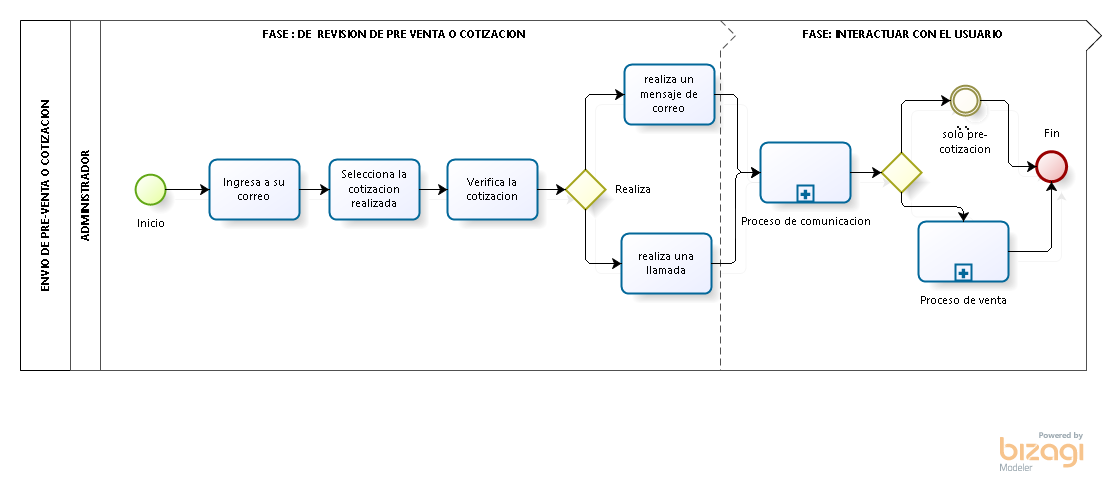 ENVIO DE PRE-VENTA O COTIZACION
ADMINISTRADOR
FASE : DE  REVISION DE PRE VENTA O COTIZACION
FASE: INTERACTUAR CON EL USUARIO
Inicio
Ingresa a su
correo
Selecciona la
cotizacion
realizada
Verifica la
cotizacion
Realiza
realiza un
mensaje de
correo
realiza una
llamada
Proceso de comunicacion
solo pre-
cotizacion
Proceso de venta
Fin
Powered by
bizagi
Modeler